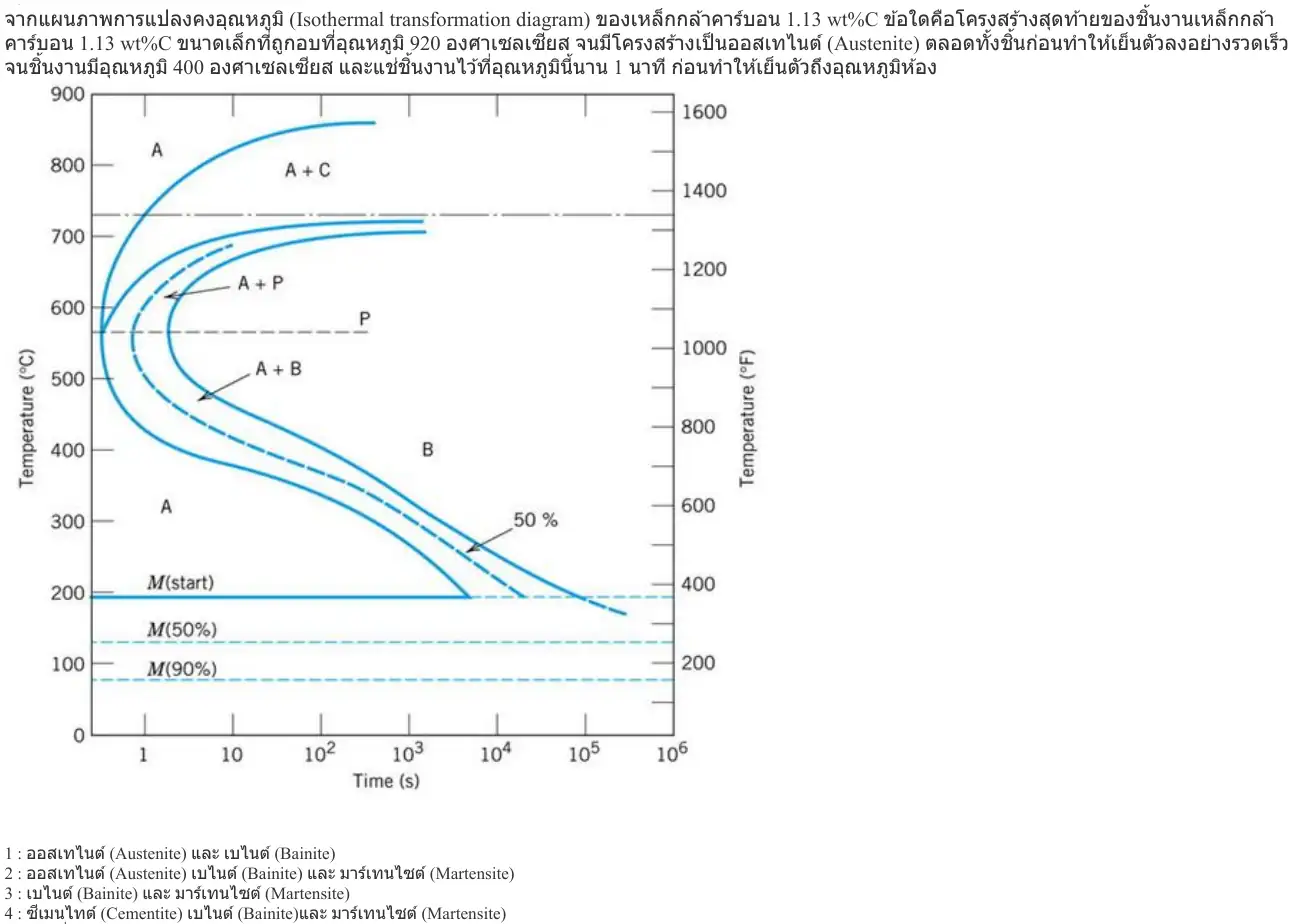 จากแผนภาพการแปลงคงอุณหภูมิ (Isothermal transformation diagram) ของเหล็กกล้าคาร์บอน 1.13 wt%C ข้อใดคือโครงสร้างสุดท้ายของชิ้นงานเหล็กกล้า
คาร์บอน 1.13 wt%C ขนาดเล็กที่ถูกอบที่อุณหภูมิ 920 องศาเซลเซียส จนมีโครงสร้างเป็นออสเทไนต์ (Austenite) ตลอดทั้งชิ้นก่อนทำให้เย็นตัวลงอย่างรวดเร็ว
จนชิ้นงานมีอุณหภูมิ 400 องศาเซลเซียส และแช่ชิ้นงานไว้ที่อุณหภูมินี้นาน 1 นาที ก่อนทำให้เย็นตัวถึงอุณหภูมิห้อง
900
1600
A
800
A + C
1400
700
1200
A + P
600
P
1000
500
A + B
800
400
B
A
600
300
50 %
M(start)
400
200
M(50%)
100
200
M(90%)
0
1 10 10² 10³ 10⁴ 10⁵ 10⁶
Time (s)
Temperature (°C)
Temperature (°F)
1 : ออสเทไนต์ (Austenite) และ เบไนต์ (Bainite)
2 : ออสเทไนต์ (Austenite) เบไนต์ (Bainite) และ มาร์เทนไซต์ (Martensite)
3 : เบไนต์ (Bainite) และ มาร์เทนไซต์ (Martensite)
4 : ซีเมนไทต์ (Cementite) เบไนต์ (Bainite)และ มาร์เทนไซต์ (Martensite)